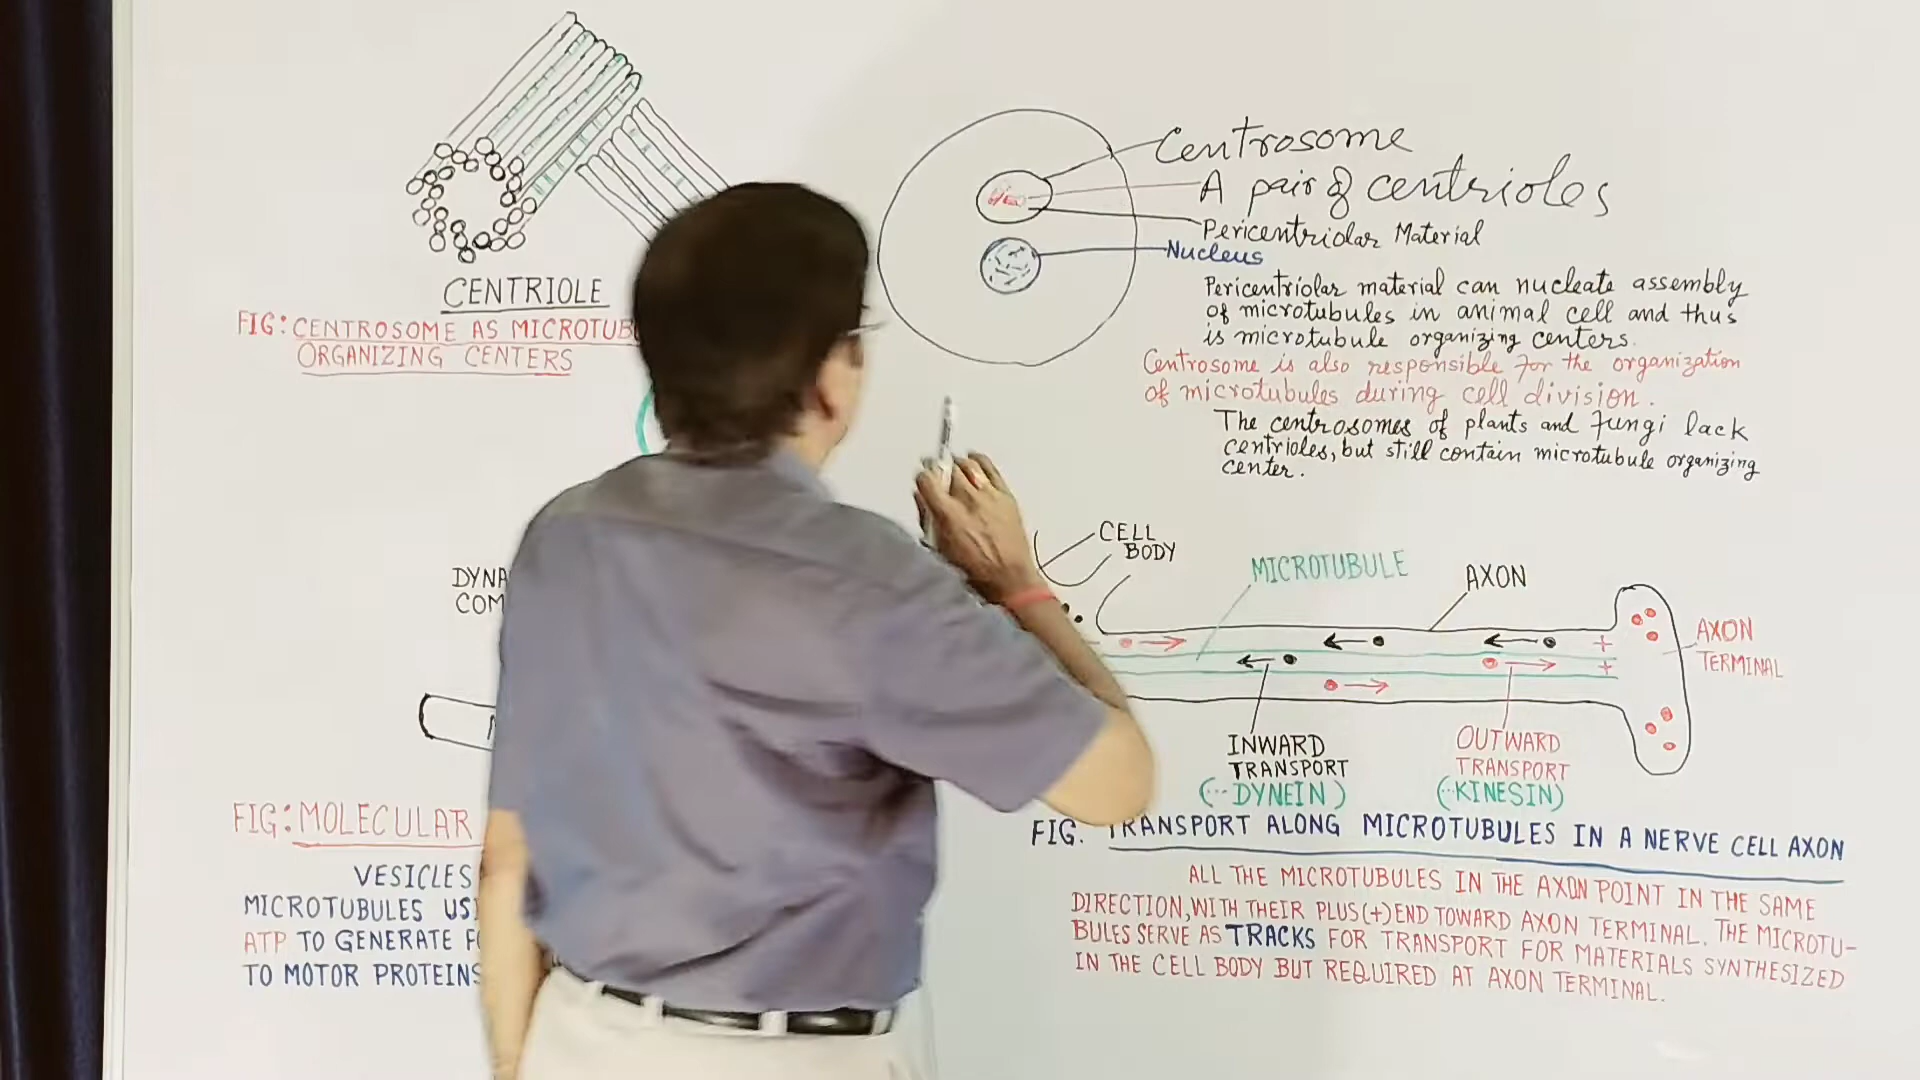 CENTRIOLE
FIG: CENTROSOME AS MICROTUB
ORGANIZING CENTERS
Centrosome
A pair of centrioles
Pericentriolar Material
Nucleus
Pericentriolar material can nucleate assembly
of microtubules in animal cell and thus
is microtubule organizing centers.
Centrosome is also responsible for the organization
of microtubules during cell division.
The centrosomes of plants and fungi lack
centrioles, but still contain microtubule organizing
center.
DYNA
COM
FIG: MOLECULAR
VESICLES
MICROTUBULES USI
ATP TO GENERATE F
TO MOTOR PROTEINS
CELL
BODY
MICROTUBULE
AXON
+
+
AXON
TERMINAL
INWARD
TRANSPORT
(··· DYNEIN)
OUTWARD
TRANSPORT
(··KINESIN)
FIG. TRANSPORT ALONG MICROTUBULES IN A NERVE CELL AXON
ALL THE MICROTUBULES IN THE AXON POINT IN THE SAME
DIRECTION, WITH THEIR PLUS(+) END TOWARD AXON TERMINAL. THE MICROTU-
BULES SERVE AS TRACKS FOR TRANSPORT FOR MATERIALS SYNTHESIZED
IN THE CELL BODY BUT REQUIRED AT AXON TERMINAL.